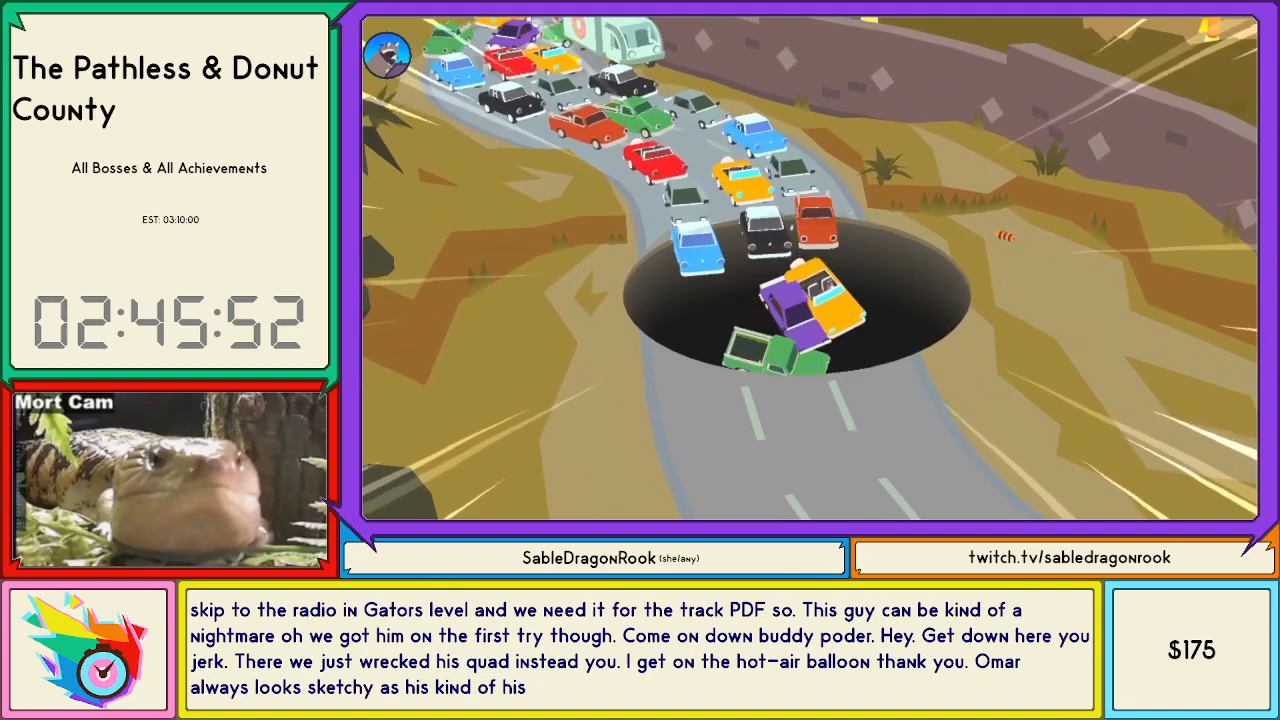 The Pathless & Donut
County
All Bosses & All Achievements
EST: 03:10:00
02:45:52
Mort Cam
SableDragonRook (she/any)
twitch.tv/sabledragonrook
skip to the radio in Gators level and we need it for the track PDF so. This guy can be kind of a
nightmare oh we got him on the first try though. Come on down buddy poder. Hey. Get down here you
jerk. There we just wrecked his quad instead you. I get on the hot-air balloon thank you. Omar
always looks sketchy as his kind of his
$175